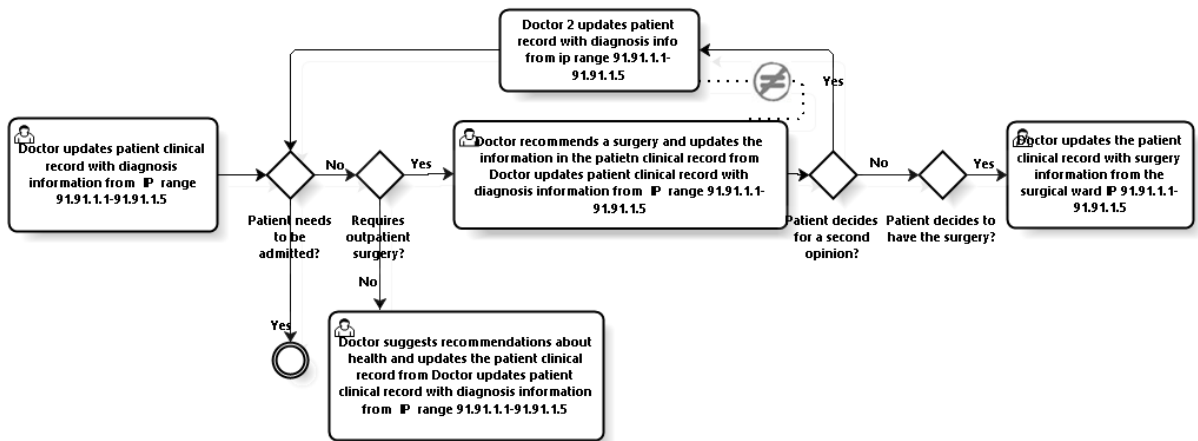 Doctor 2 updates patient
record with diagnosis info
from ip range 91.91.1.1-
91.91.1.5
Yes
Doctor updates patient clinical
record with diagnosis
information from IP range
91.91.1.1-91.91.1.5
No
Yes
Doctor recommends a surgery and updates the
information in the patietn clinical record from
Doctor updates patient clinical record with
diagnosis information from IP range 91.91.1.1-
91.91.1.5
No
Yes
Doctor updates the patient
clinical record with surgery
information from the
surgical ward IP 91.91.1.1-
91.91.1.5
Patient needs
to be
admitted?
Requires
outpatient
surgery?
Patient decides
for a second
opinion?
Patient decides to
have the surgery?
No
Yes
Doctor suggests recommendations about
health and updates the patient clinical
record from Doctor updates patient
clinical record with diagnosis information
from IP range 91.91.1.1-91.91.1.5